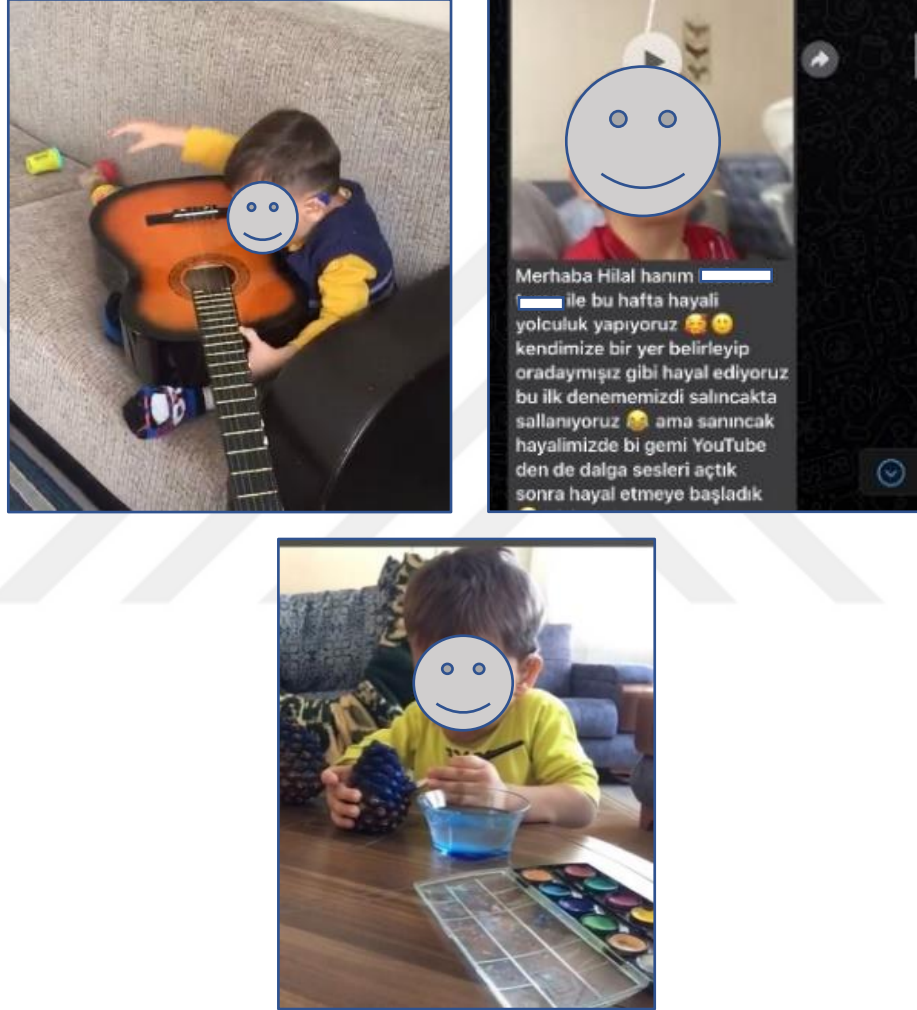 Merhaba Hilal hanım
ile bu hafta hayali
yolculuk yapıyoruz 🥰🙂
kendimize bir yer belirleyip
oradaymışız gibi hayal ediyoruz
bu ilk denememizdi salıncakta
sallanıyoruz 😂 ama sanıncak
hayalimizde bi gemi YouTube
den de dalga sesleri açtık
sonra hayal etmeye başladık